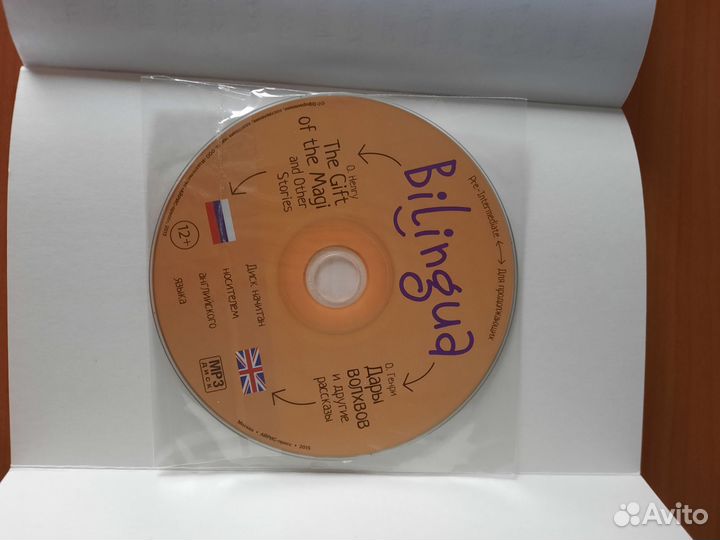 Pre-Intermediate ⟷ Для продолжающих
Bilingua
O. Henry
The Gift
of the Magi
and Other
Stories
О. Генри
Дары
волхвов
и другие
рассказы
12+
Диск начитан
носителем
английского
языка
MP3
диск
Москва • АЙРИС-пресс • 2015
Avito